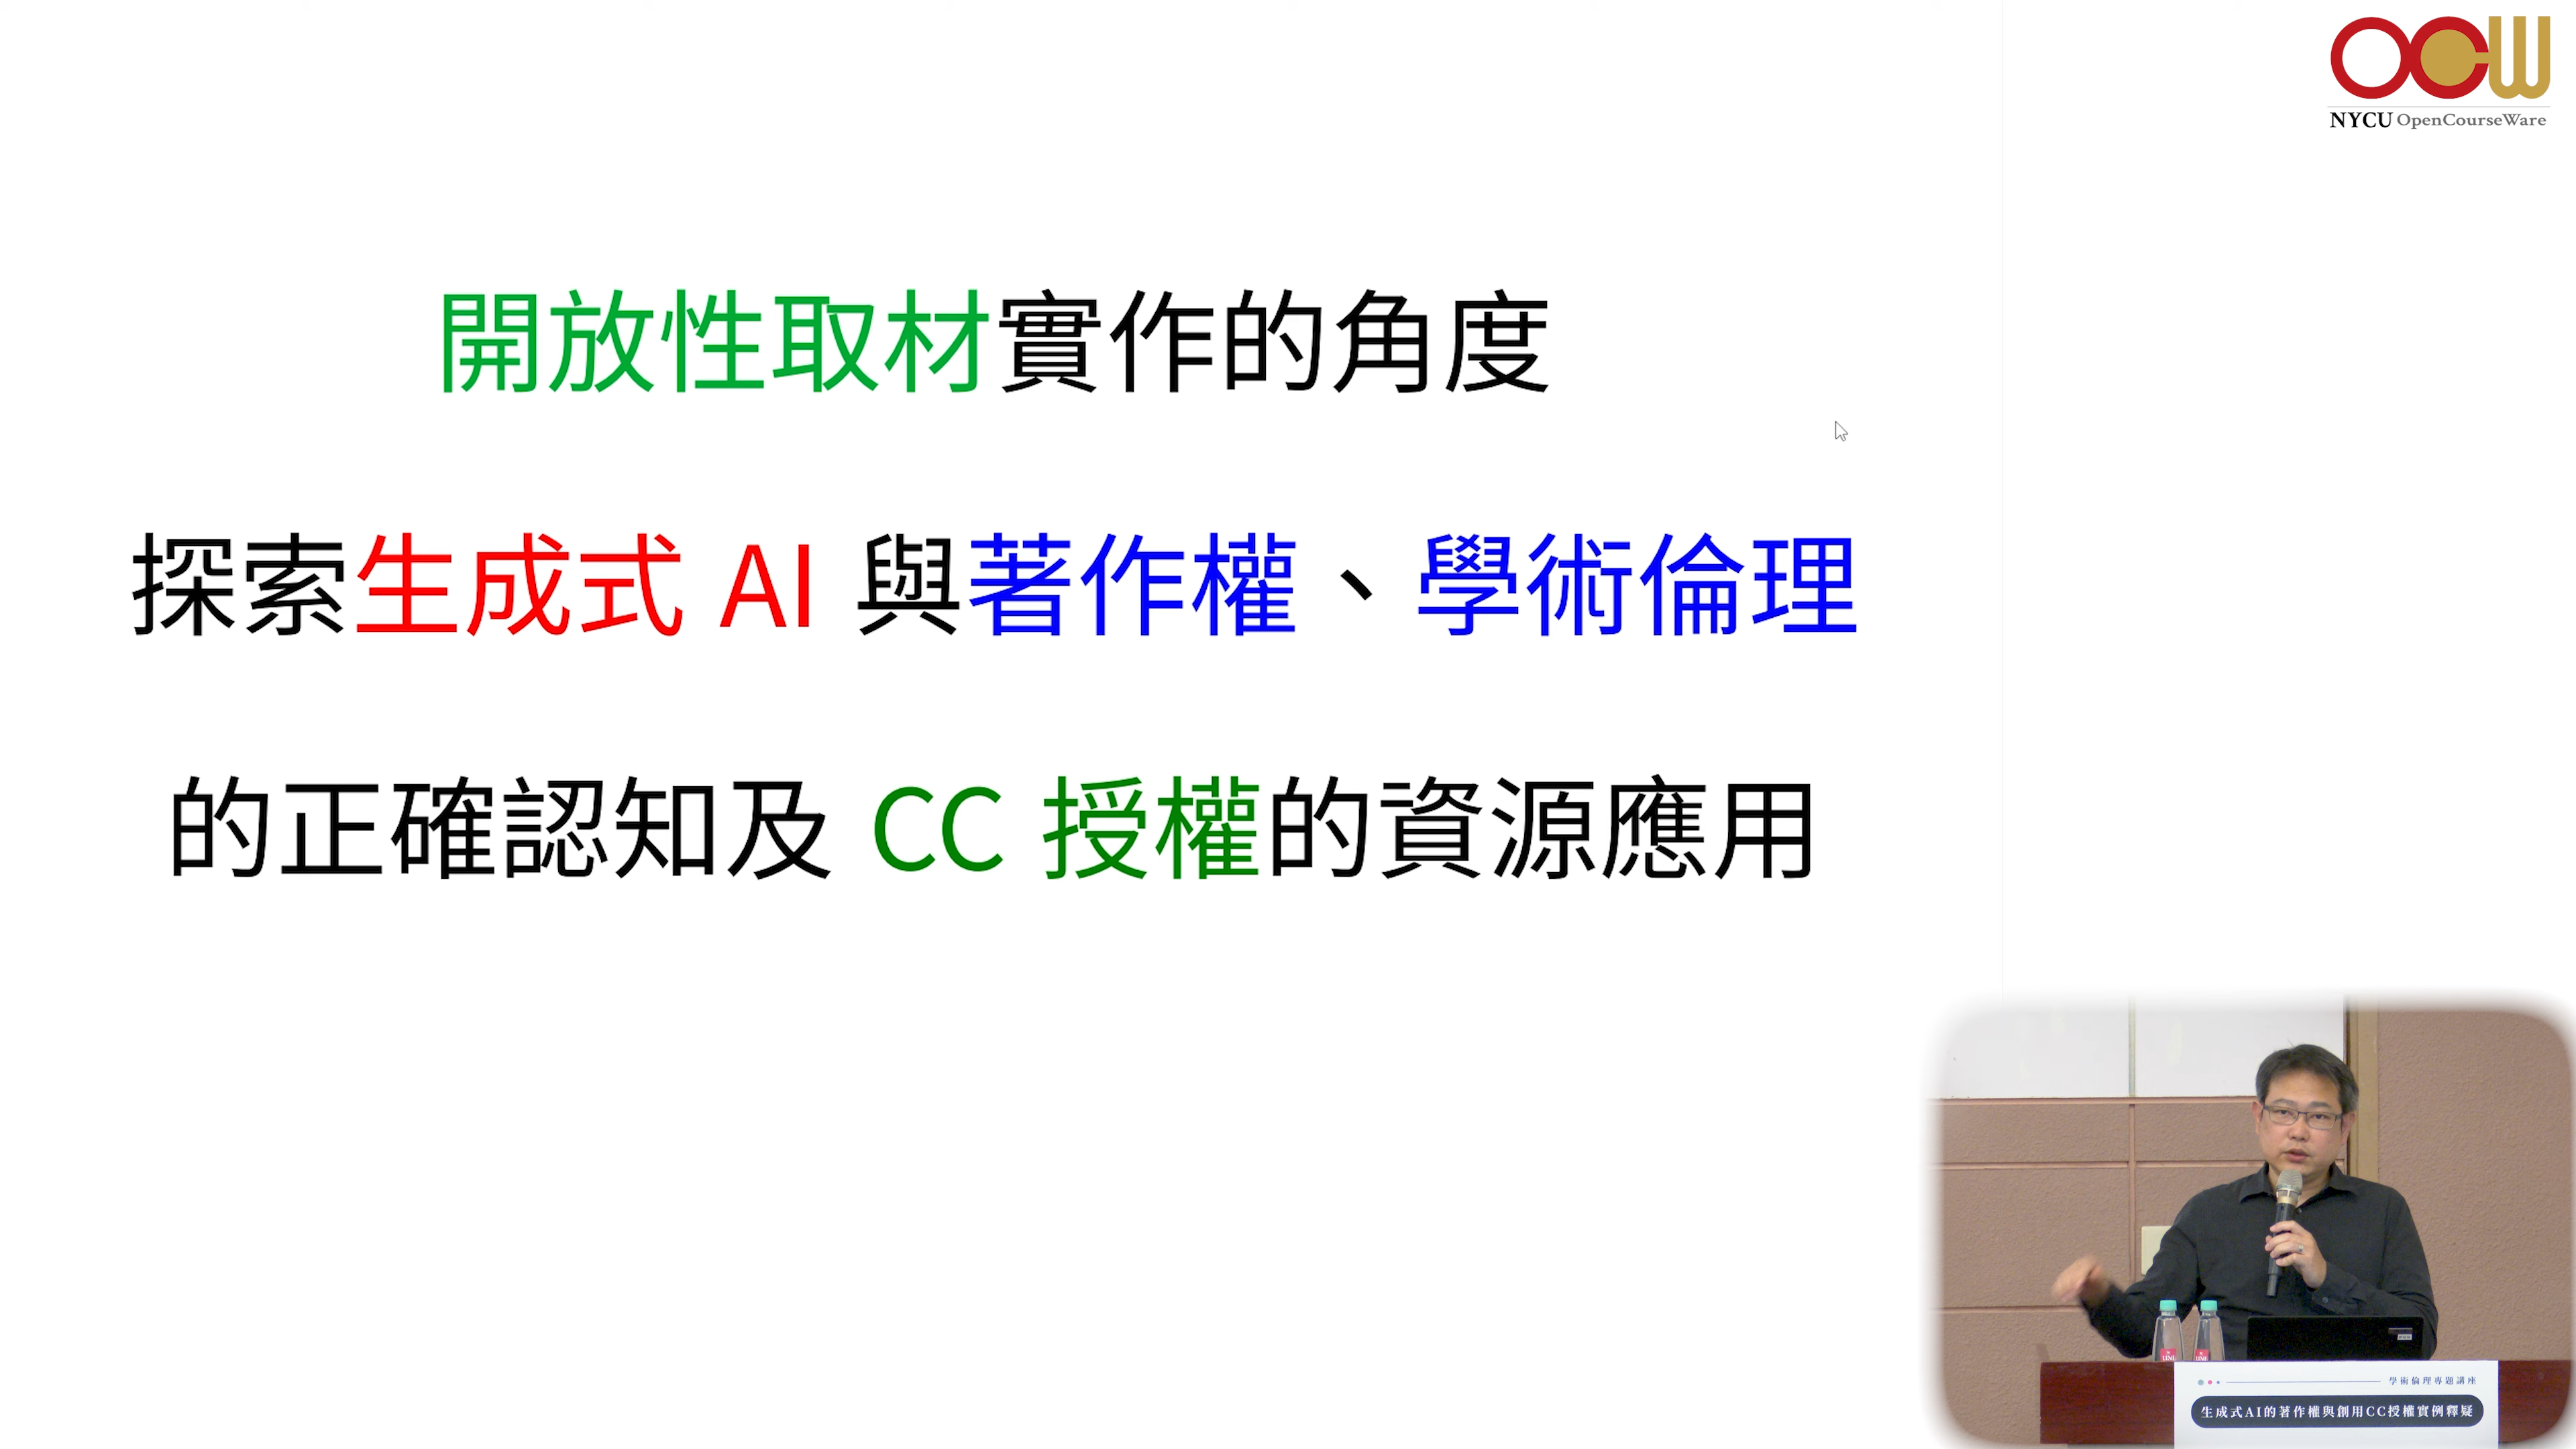 OCW
NYCU OpenCourseWare
開放性取材實作的角度
探索生成式 AI 與著作權、學術倫理
的正確認知及 CC 授權的資源應用
學術倫理專題講座
生成式AI的著作權與創用CC授權實例釋疑